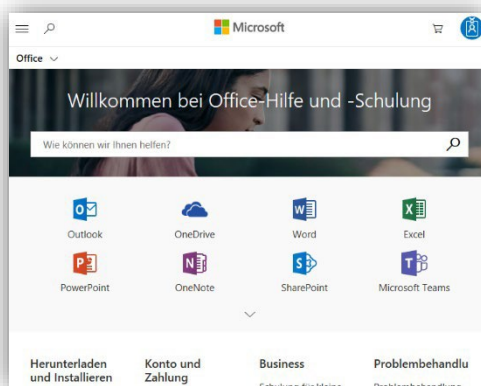 Microsoft
Office
Willkommen bei Office-Hilfe und -Schulung
Wie können wir Ihnen helfen?
Outlook
OneDrive
Word
Excel
PowerPoint
OneNote
SharePoint
Microsoft Teams
Herunterladen und Installieren
Konto und Zahlung
Business
Problembehandlu